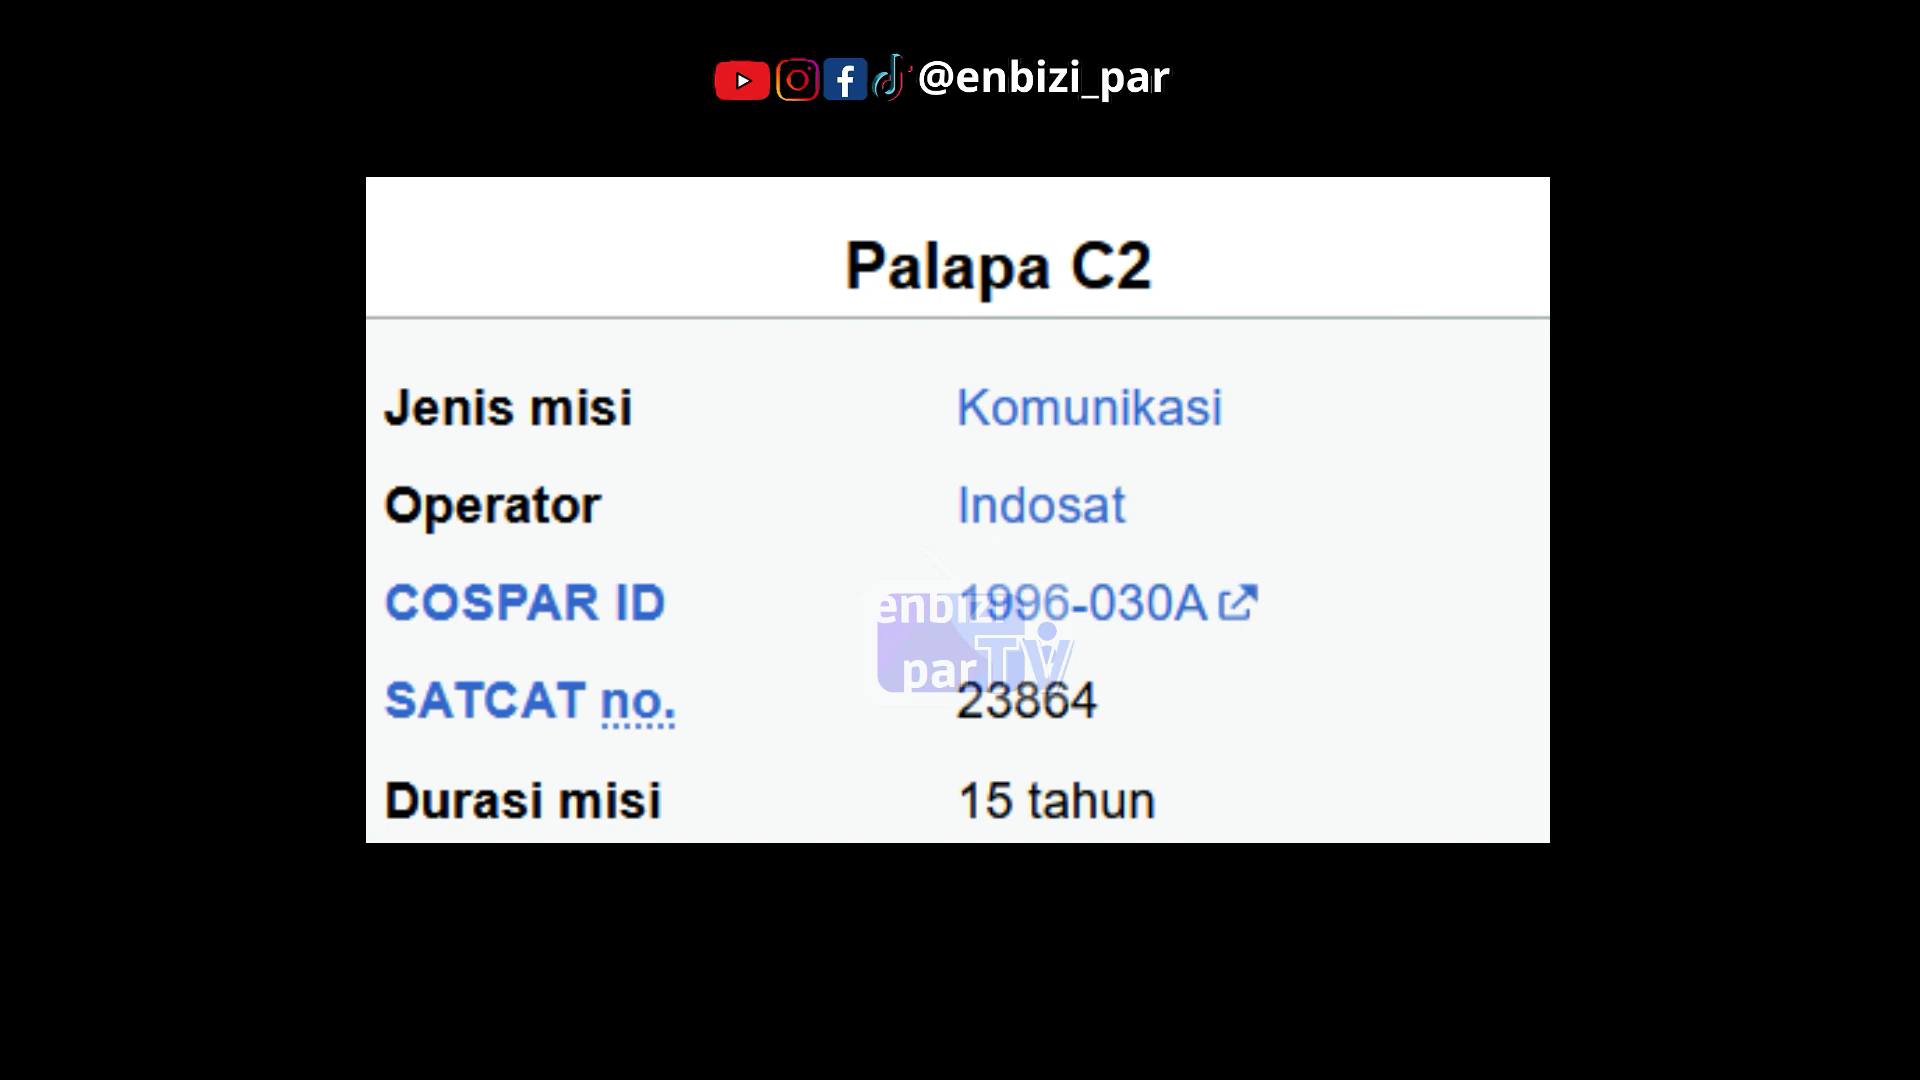 @enbizi_par
Palapa C2
Jenis misi Komunikasi
Operator Indosat
COSPAR ID 1996-030A
enbizi
par TV
SATCAT no. 23864
Durasi misi 15 tahun